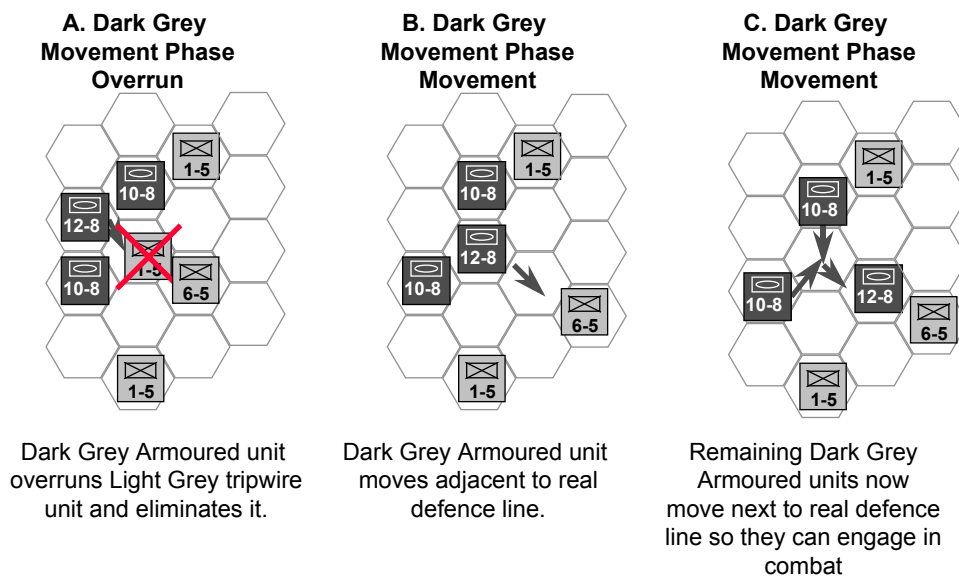 A. Dark Grey
Movement Phase
Overrun
1-5
10-8
12-8
1-5
10-8
6-5
1-5
Dark Grey Armoured unit
overruns Light Grey tripwire
unit and eliminates it.
B. Dark Grey
Movement Phase
Movement
1-5
10-8
12-8
10-8
6-5
1-5
Dark Grey Armoured unit
moves adjacent to real
defence line.
C. Dark Grey
Movement Phase
Movement
1-5
10-8
10-8
12-8
6-5
1-5
Remaining Dark Grey
Armoured units now
move next to real defence
line so they can engage in
combat